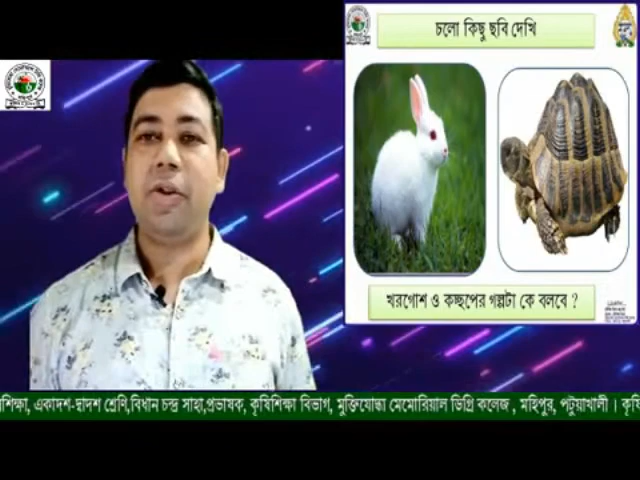 চলো কিছু ছবি দেখি
খরগোশ ও কচ্ছপের গল্পটা কে বলবে ?
শিক্ষা, একাদশ-দ্বাদশ শ্রেণি,বিধান চন্দ্র সাহা,প্রভাষক, কৃষিশিক্ষা বিভাগ, মুক্তিযোদ্ধা মেমোরিয়াল ডিগ্রি কলেজ , মহিপুর, পটুয়াখালী । কৃষি